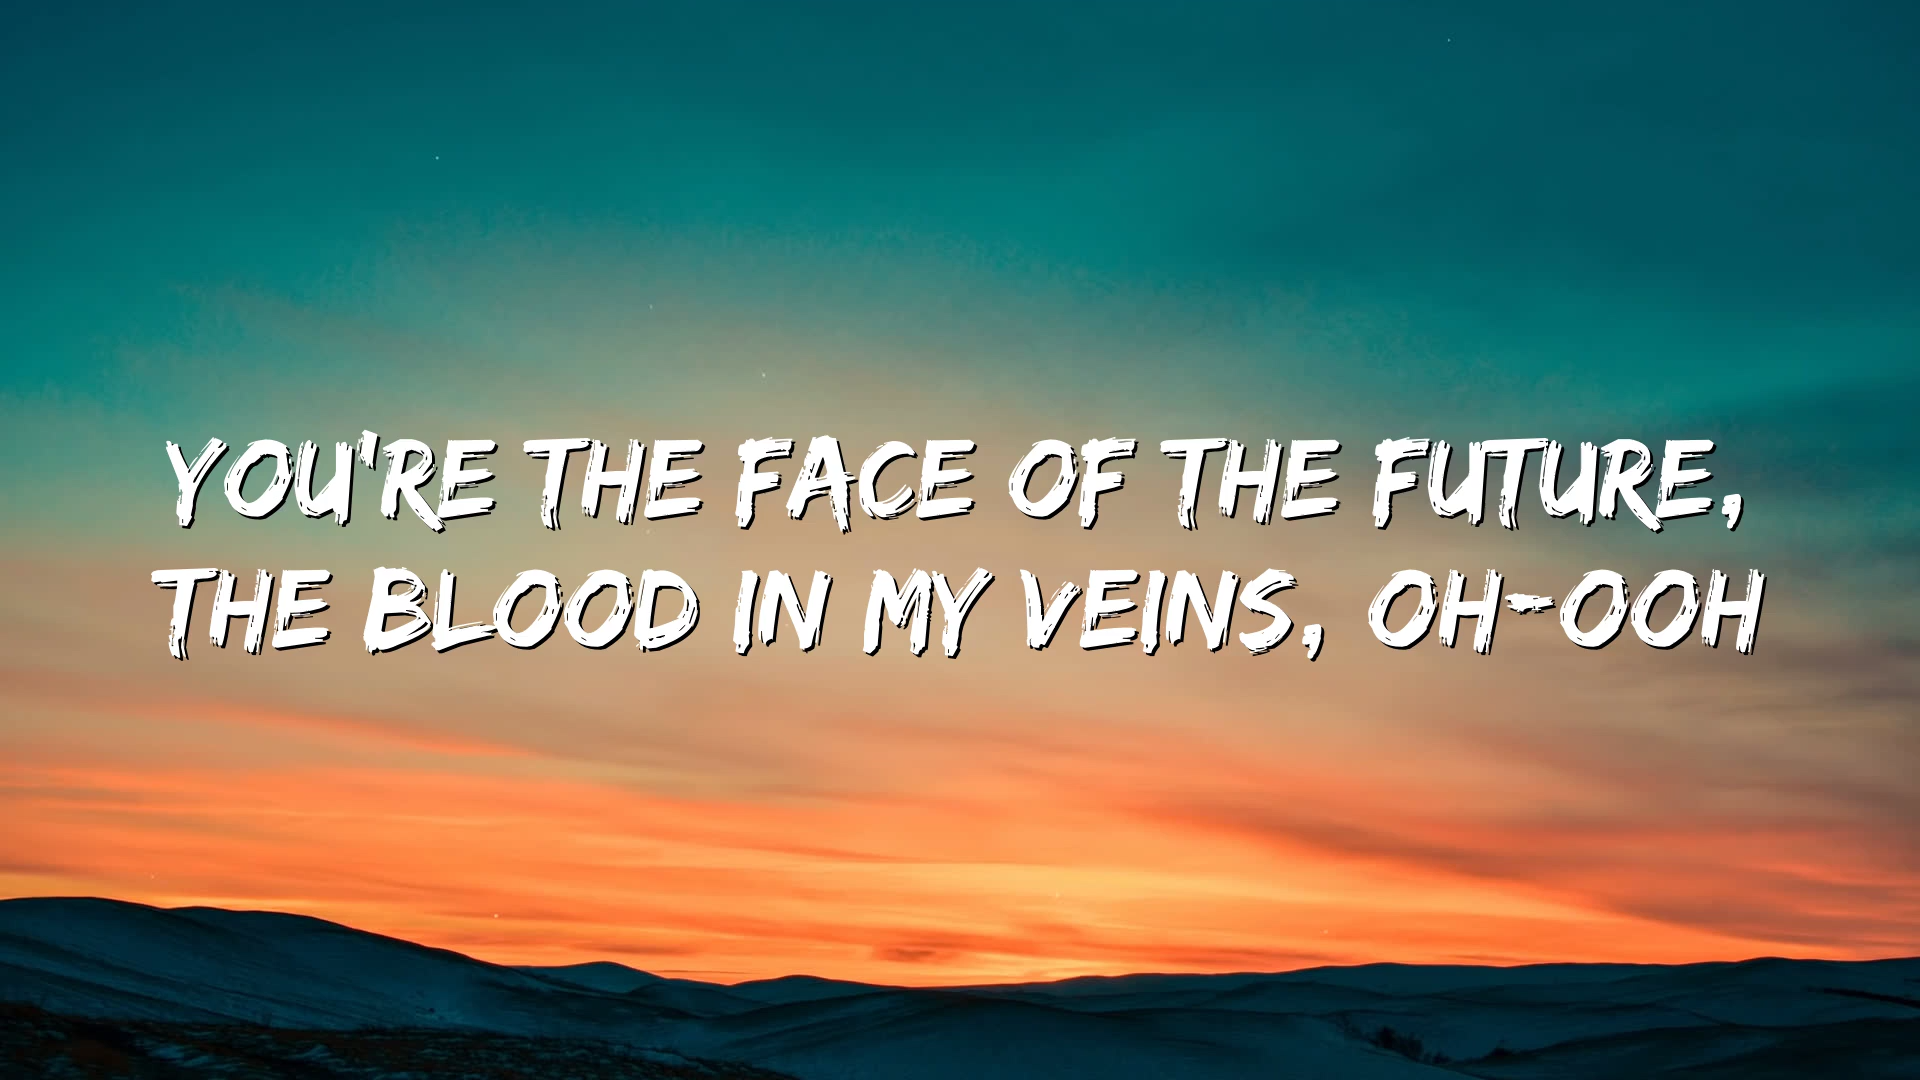 YOU'RE THE FACE OF THE FUTURE,
THE BLOOD IN MY VEINS, OH-OOH